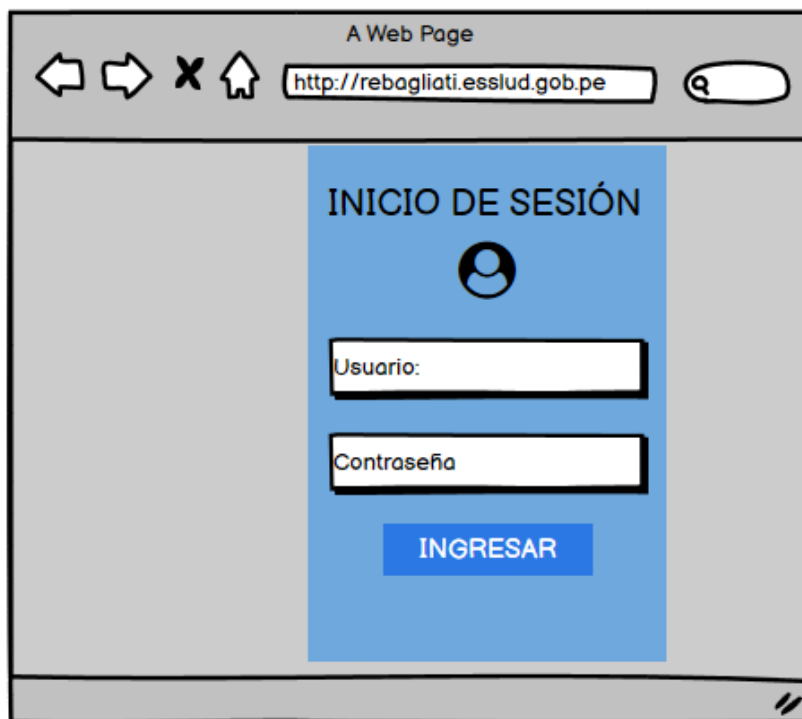 A Web Page
http://rebagliati.esslud.gob.pe
INICIO DE SESIÓN
Usuario:
Contraseña
INGRESAR